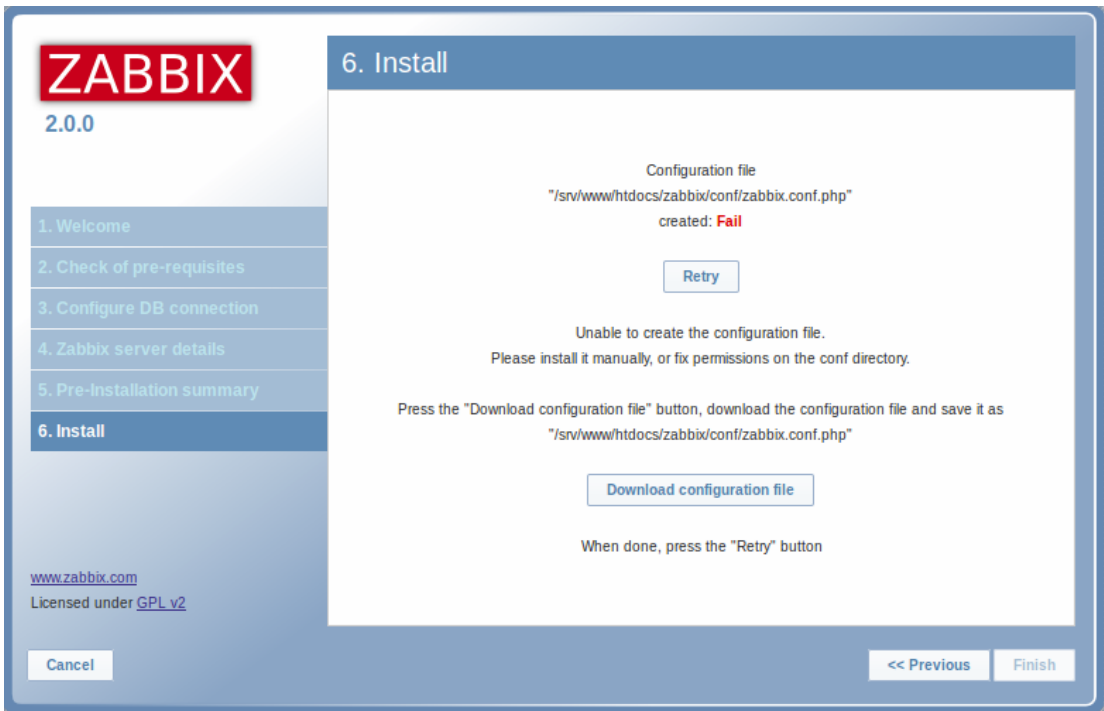 ZABBIX
2.0.0
1. Welcome
2. Check of pre-requisites
3. Configure DB connection
4. Zabbix server details
5. Pre-Installation summary
6. Install
www.zabbix.com
Licensed under GPL v2
6. Install
Configuration file
"/srv/www/htdocs/zabbix/conf/zabbix.conf.php"
created: Fail
Retry
Unable to create the configuration file.
Please install it manually, or fix permissions on the conf directory.
Press the "Download configuration file" button, download the configuration file and save it as
"/srv/www/htdocs/zabbix/conf/zabbix.conf.php"
Download configuration file
When done, press the "Retry" button
Cancel
<< Previous
Finish